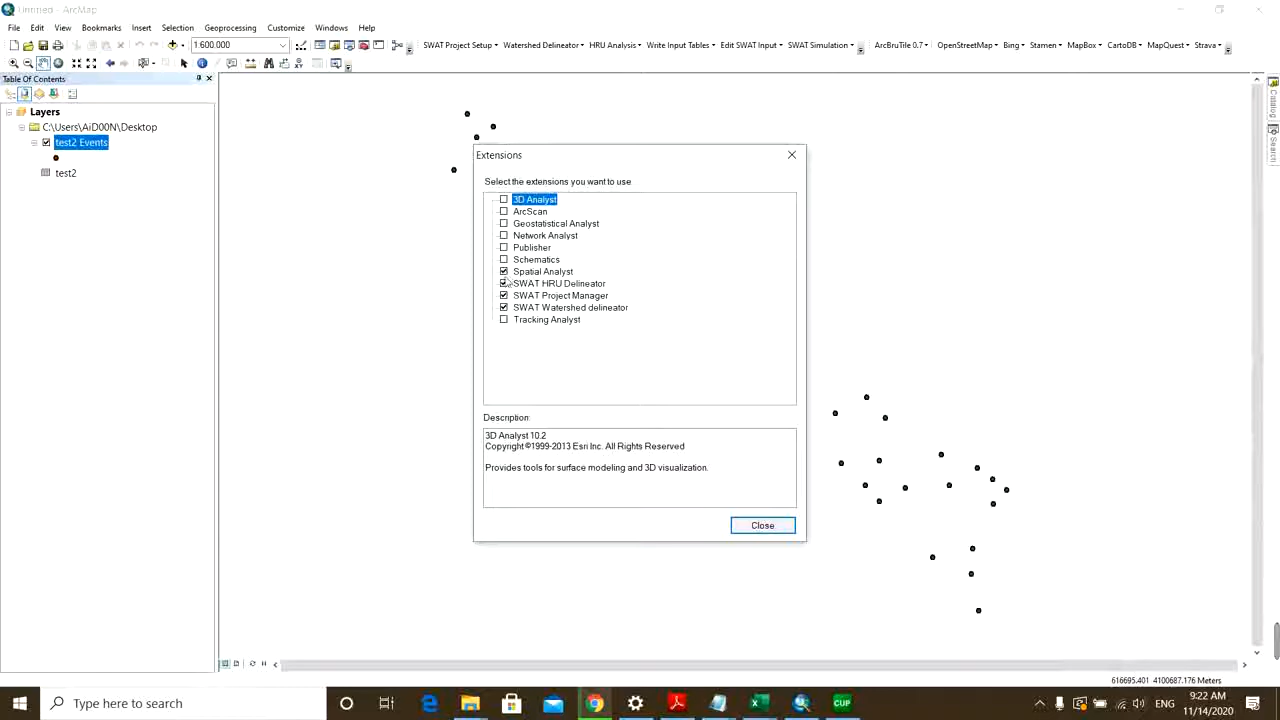 Untitled - ArcMap
File Edit View Bookmarks Insert Selection Geoprocessing Customize Windows Help
1:600.000 SWAT Project Setup Watershed Delineator HRU Analysis Write Input Tables Edit SWAT Input SWAT Simulation ArcBruTile 0.7 OpenStreetMap Bing Stamen MapBox CartoDB MapQuest Strava
Table Of Contents
Layers
C:\Users\AiD00N\Desktop
test2 Events
test2
Catalog
Search
Extensions
Select the extensions you want to use
3D Analyst
ArcScan
Geostatistical Analyst
Network Analyst
Publisher
Schematics
Spatial Analyst
SWAT HRU Delineator
SWAT Project Manager
SWAT Watershed delineator
Tracking Analyst
Description:
3D Analyst 10.2
Copyright ©1999-2013 Esri Inc. All Rights Reserved
Provides tools for surface modeling and 3D visualization.
Close
616695.401 4100687.176 Meters
Type here to search
CUP
9:22 AM
11/14/2020